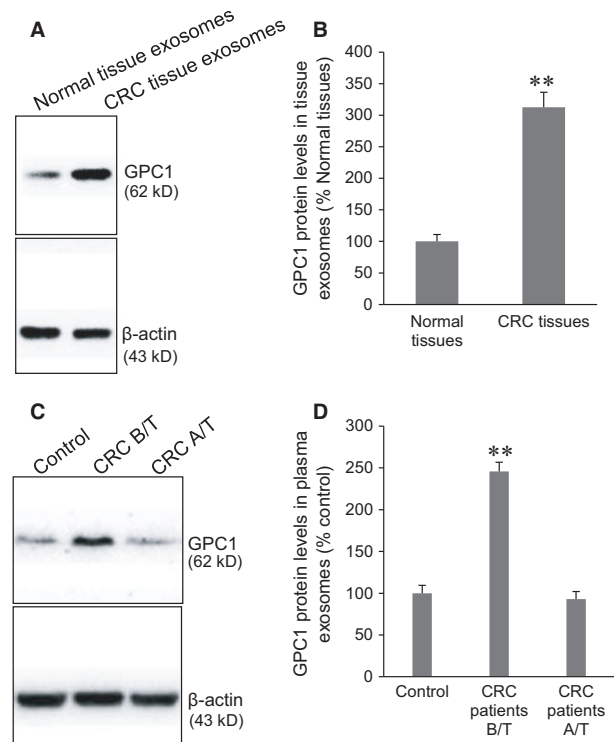 A
Normal tissue exosomes
CRC tissue exosomes
GPC1
(62 kD)
β-actin
(43 kD)
B
GPC1 protein levels in tissue
exosomes (% Normal tissues)
400
350
300
250
200
150
100
50
0
**
Normal
tissues
CRC tissues
C
Control
CRC B/T
CRC A/T
GPC1
(62 kD)
β-actin
(43 kD)
D
GPC1 protein levels in plasma
exosomes (% control)
300
250
200
150
100
50
0
**
Control
CRC
patients
B/T
CRC
patients
A/T